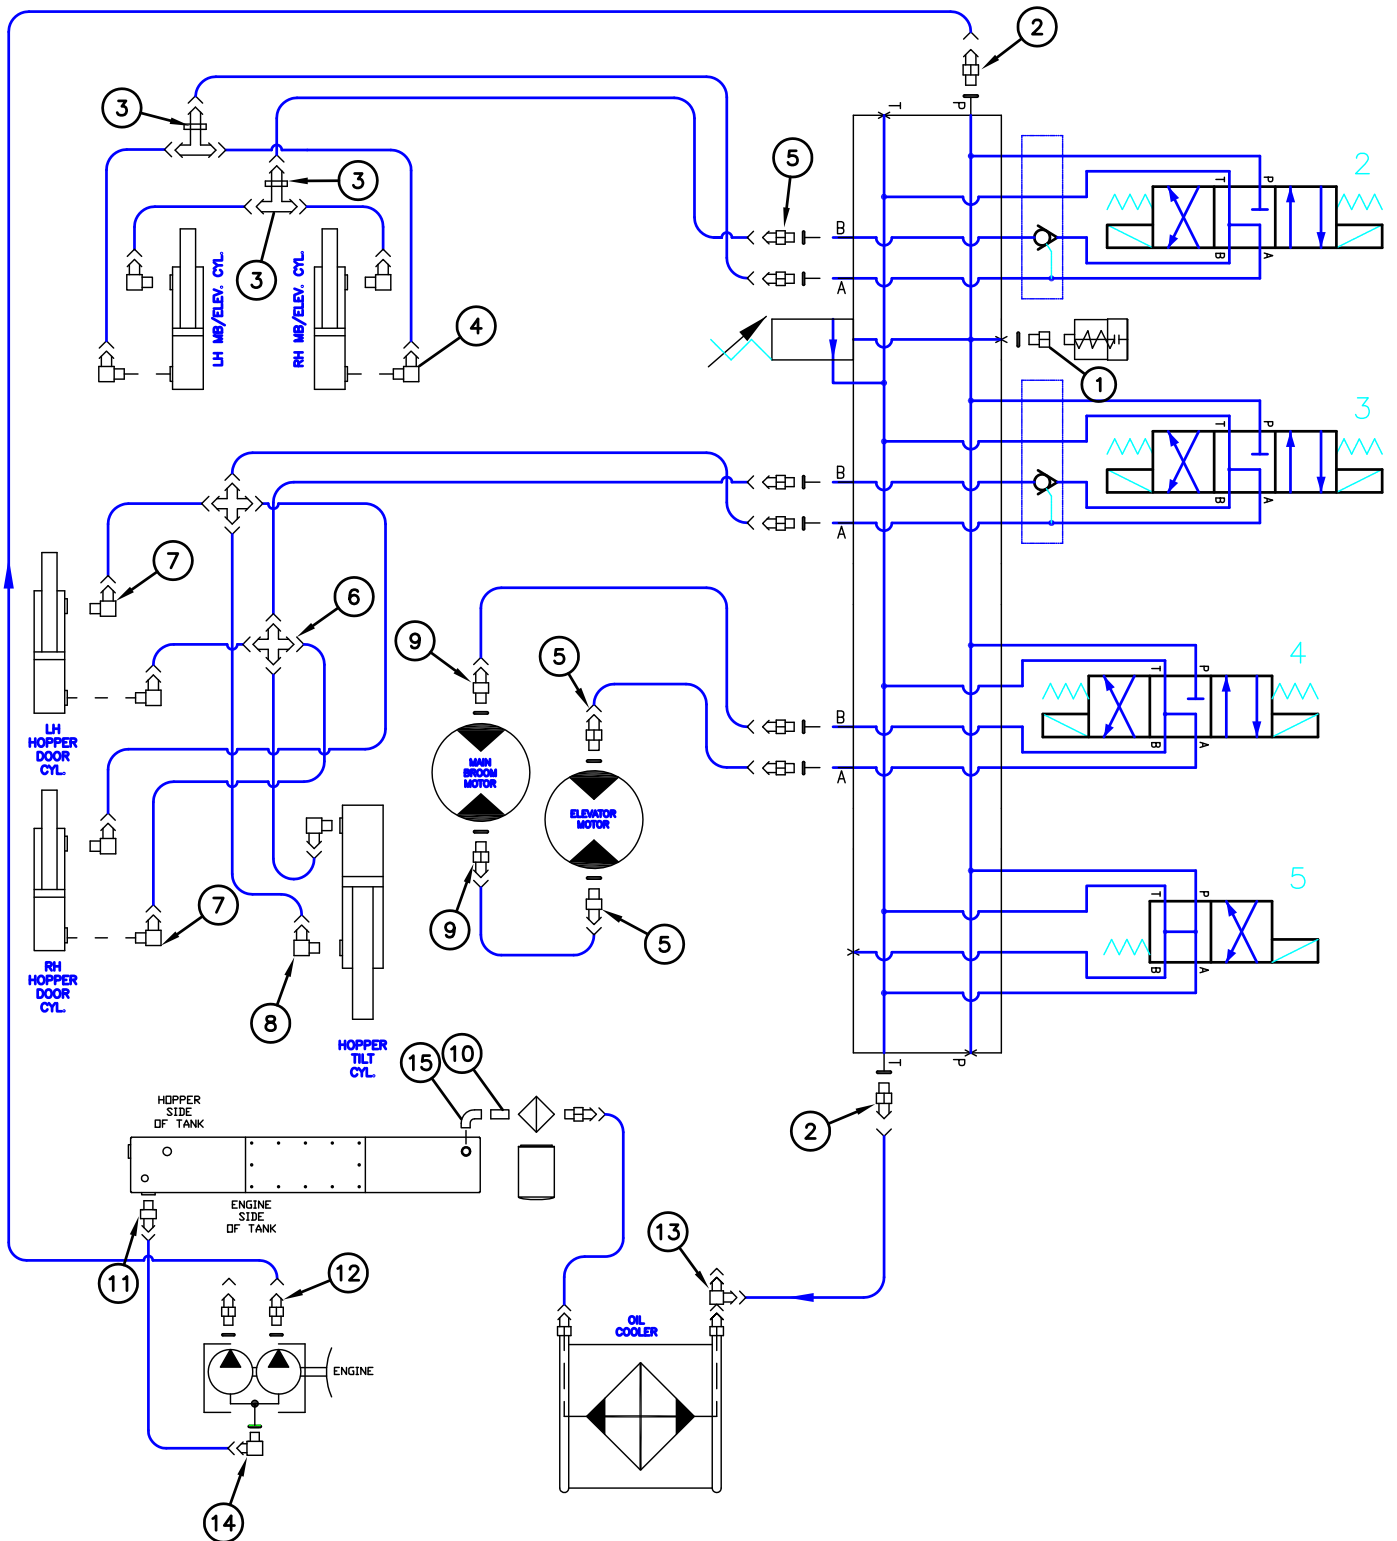 2
T
P
3
3
3
5
B
A
P
T
A
B
2
LH MB/ELEV. CYL.
RH MB/ELEV. CYL.
4
1
3
P
T
A
B
B
A
7
6
9
5
LH
HOPPER
DOOR
CYL.
4
P
T
A
B
B
A
MAIN
BROOM
MOTOR
ELEVATOR
MOTOR
5
P
T
A
B
7
9
5
8
RH
HOPPER
DOOR
CYL.
HOPPER
TILT
CYL.
15
10
T
P
2
HOPPER
SIDE
OF TANK
ENGINE
SIDE
OF TANK
11
12
13
OIL
COOLER
ENGINE
14